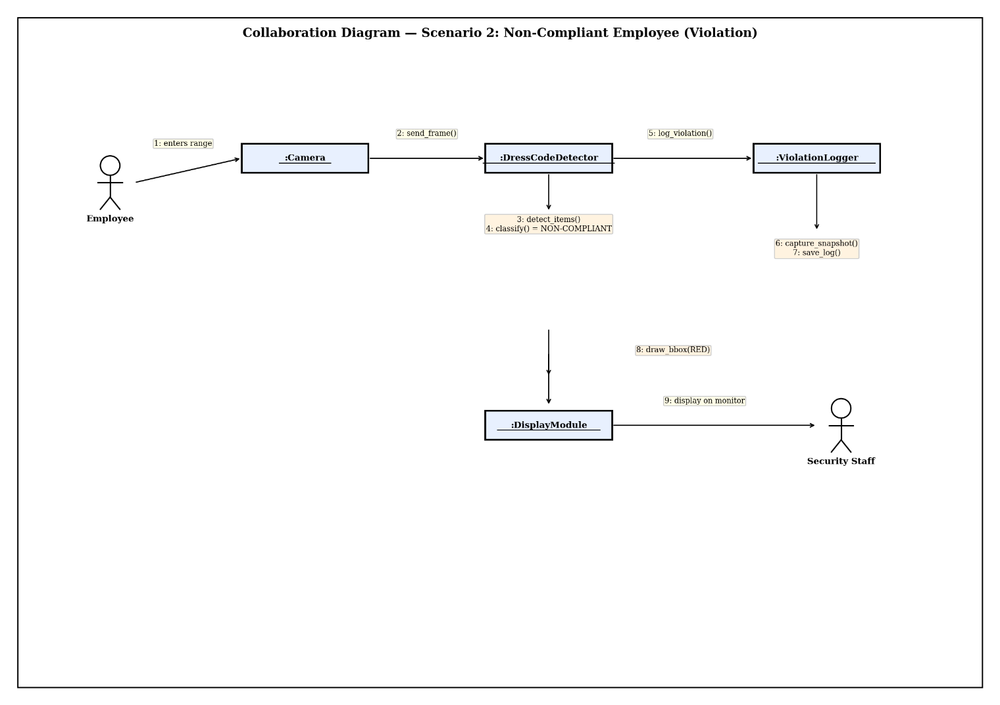 Collaboration Diagram — Scenario 2: Non-Compliant Employee (Violation)
1: enters range
2: send_frame()
5: log_violation()
:Camera
:DressCodeDetector
:ViolationLogger
Employee
3: detect_items()
4: classify() = NON-COMPLIANT
6: capture_snapshot()
7: save_log()
8: draw_bbox(RED)
9: display on monitor
:DisplayModule
Security Staff